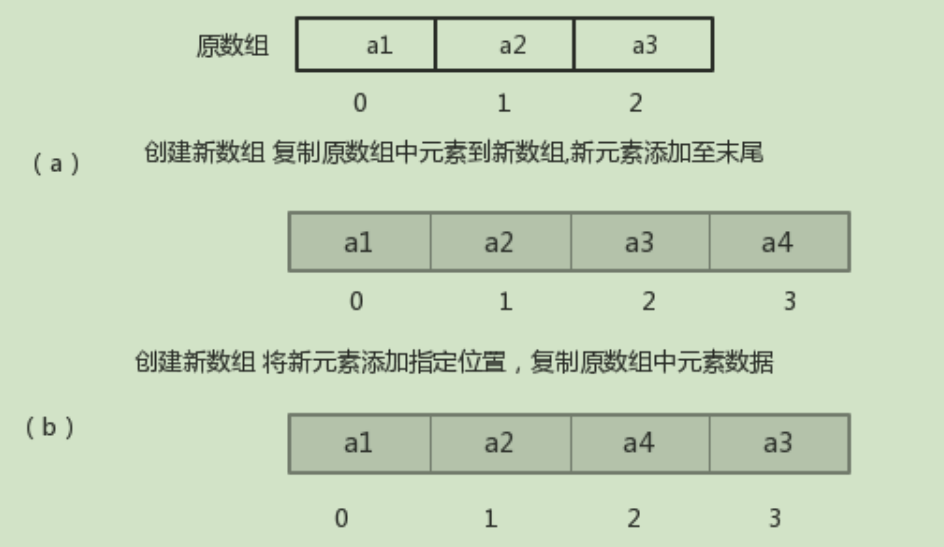 原数组 a1 a2 a3
0 1 2
(a) 创建新数组 复制原数组中元素到新数组,新元素添加至末尾
a1 a2 a3 a4
0 1 2 3
创建新数组 将新元素添加指定位置，复制原数组中元素数据
(b)
a1 a2 a4 a3
0 1 2 3